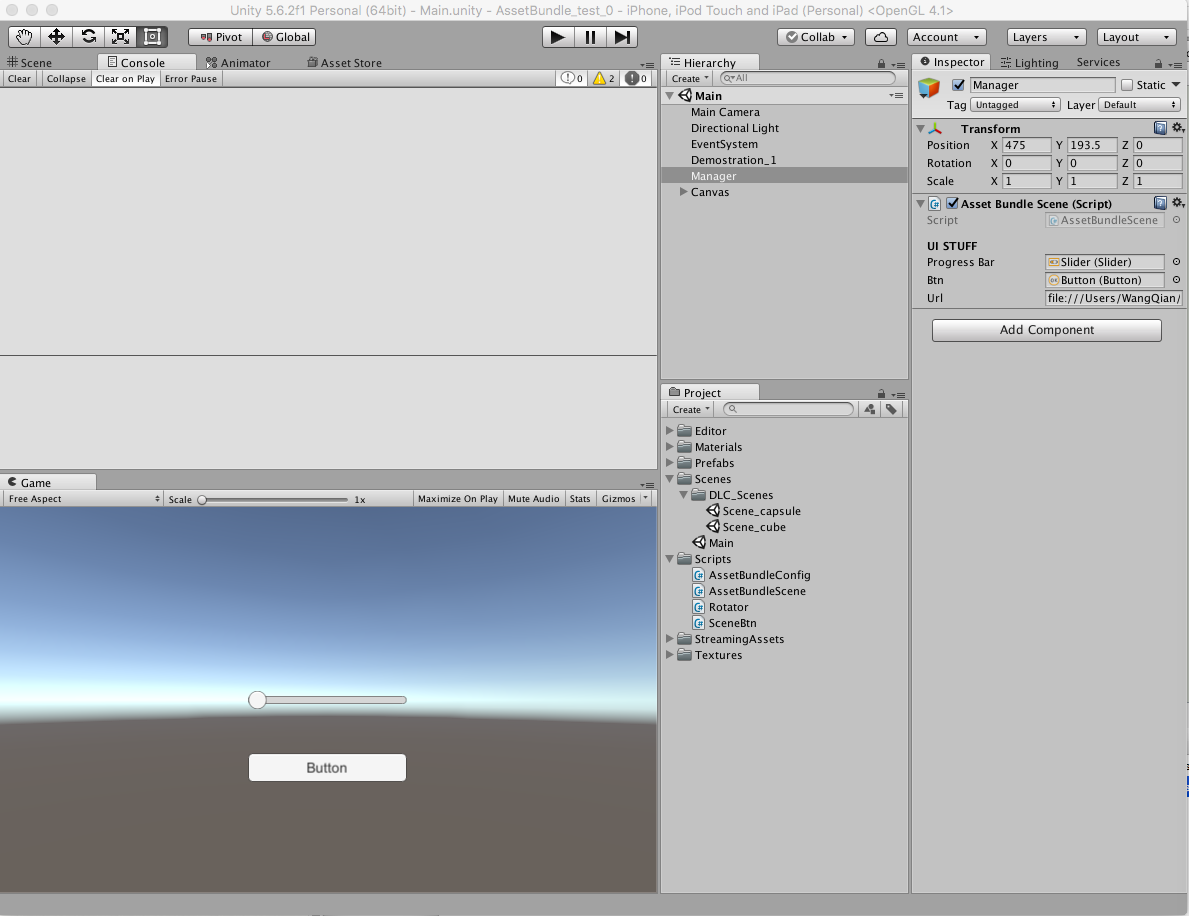 Unity 5.6.2f1 Personal (64bit) - Main.unity - AssetBundle_test_0 - iPhone, iPod Touch and iPad (Personal) <OpenGL 4.1>
Pivot Global Collab Account Layers Layout
Scene Console Animator Asset Store
Clear Collapse Clear on Play Error Pause 0 2 0
Hierarchy
Create All
Main
Main Camera
Directional Light
EventSystem
Demostration_1
Manager
Canvas
Inspector Lighting Services
Manager Static
Tag Untagged Layer Default
Transform
Position X 475 Y 193.5 Z 0
Rotation X 0 Y 0 Z 0
Scale X 1 Y 1 Z 1
Asset Bundle Scene (Script)
Script AssetBundleScene
UI STUFF
Progress Bar Slider (Slider)
Btn Button (Button)
Url file:///Users/WangQian/
Add Component
Project
Create
Editor
Materials
Prefabs
Scenes
DLC_Scenes
Scene_capsule
Scene_cube
Main
Scripts
AssetBundleConfig
AssetBundleScene
Rotator
SceneBtn
StreamingAssets
Textures
Game
Free Aspect Scale 1x Maximize On Play Mute Audio Stats Gizmos
Button